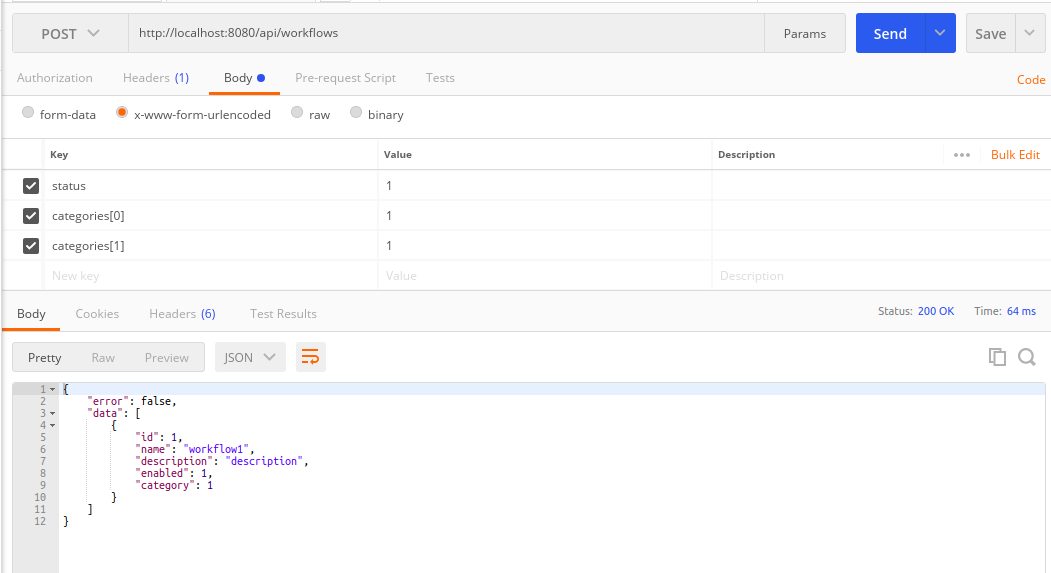 POST http://localhost:8080/api/workflows Params Send Save
Authorization Headers (1) Body Pre-request Script Tests Code
form-data x-www-form-urlencoded raw binary
Key Value Description ••• Bulk Edit
status 1
categories[0] 1
categories[1] 1
New key Value Description
Body Cookies Headers (6) Test Results Status: 200 OK Time: 64 ms
Pretty Raw Preview JSON
1 {
2 "error": false,
3 "data": [
4 {
5 "id": 1,
6 "name": "workflow1",
7 "description": "description",
8 "enabled": 1,
9 "category": 1
10 }
11 ]
12 }